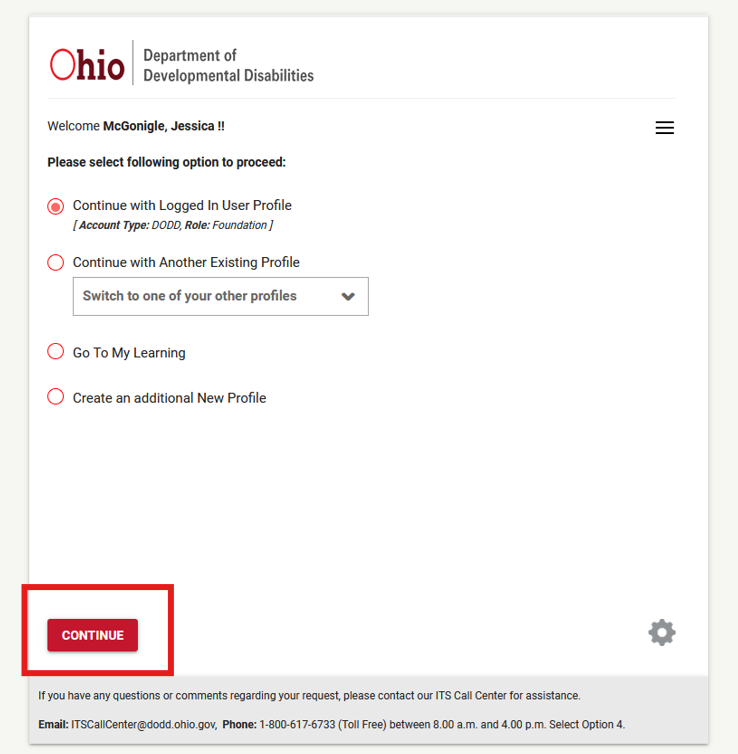 Ohio
Department of
Developmental Disabilities
Welcome McGonigle, Jessica !!
Please select following option to proceed:
Continue with Logged In User Profile
[ Account Type: DODD, Role: Foundation ]
Continue with Another Existing Profile
Switch to one of your other profiles
Go To My Learning
Create an additional New Profile
CONTINUE
If you have any questions or comments regarding your request, please contact our ITS Call Center for assistance.
Email: ITSCallCenter@dodd.ohio.gov, Phone: 1-800-617-6733 (Toll Free) between 8.00 a.m. and 4.00 p.m. Select Option 4.